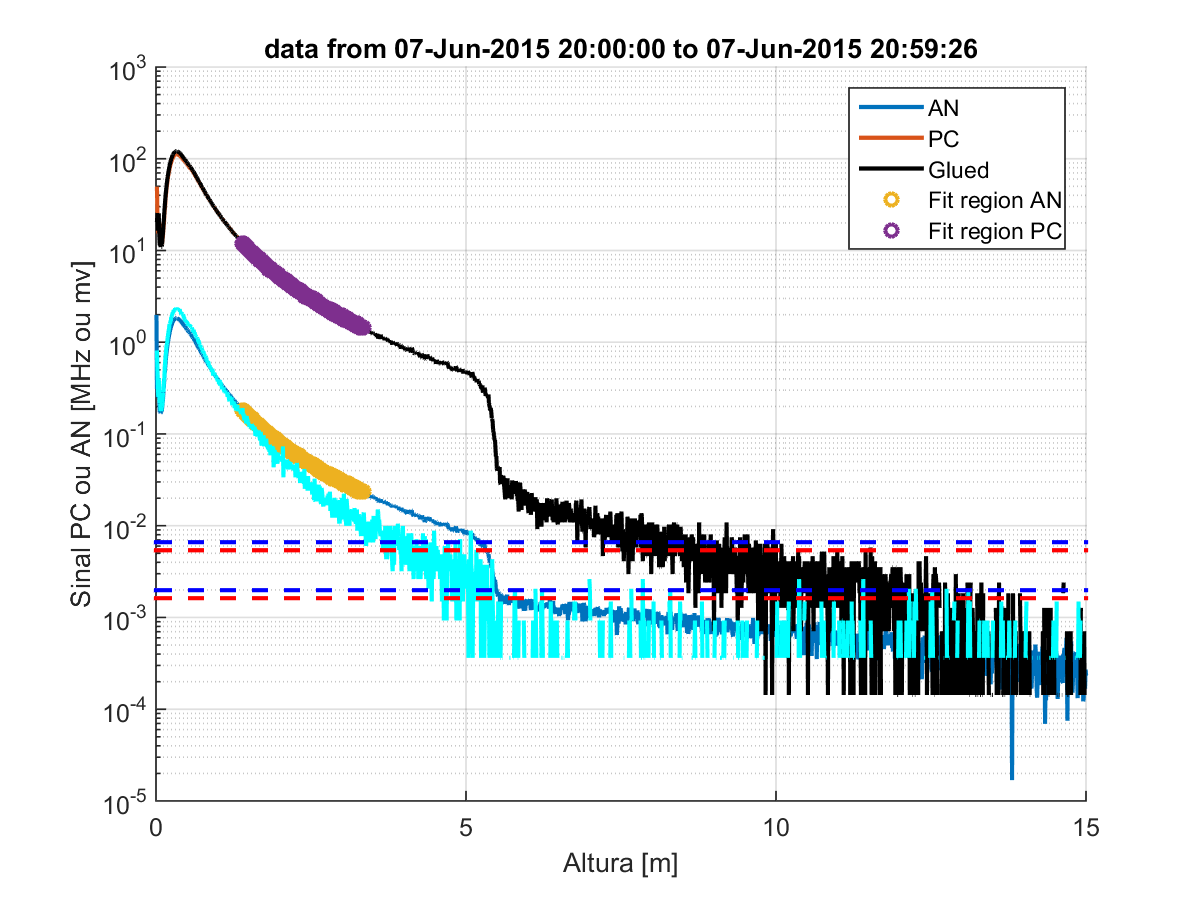 data from 07-Jun-2015 20:00:00 to 07-Jun-2015 20:59:26
10^3
10^2
10^1
10^0
10^-1
10^-2
10^-3
10^-4
10^-5
Sinal PC ou AN [MHz ou mv]
AN
PC
Glued
Fit region AN
Fit region PC
0
5
10
15
Altura [m]